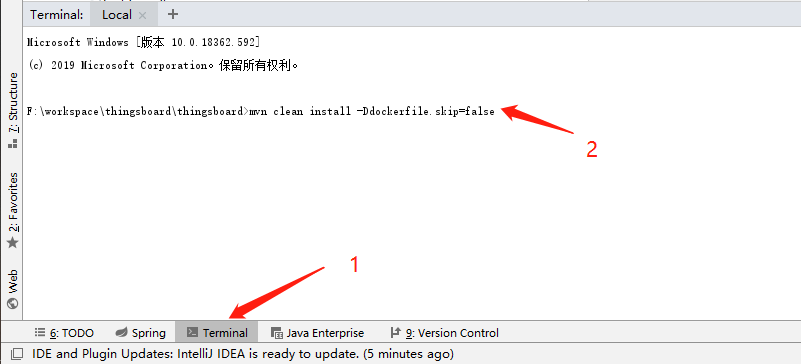 Terminal: Local × +
Microsoft Windows [版本 10.0.18362.592]
(c) 2019 Microsoft Corporation。保留所有权利。
F:\workspace\thingsboard\thingsboard>mvn clean install -Ddockerfile.skip=false
2
1
7: Structure
2: Favorites
Web
6: TODO Spring Terminal Java Enterprise 9: Version Control
IDE and Plugin Updates: IntelliJ IDEA is ready to update. (5 minutes ago)